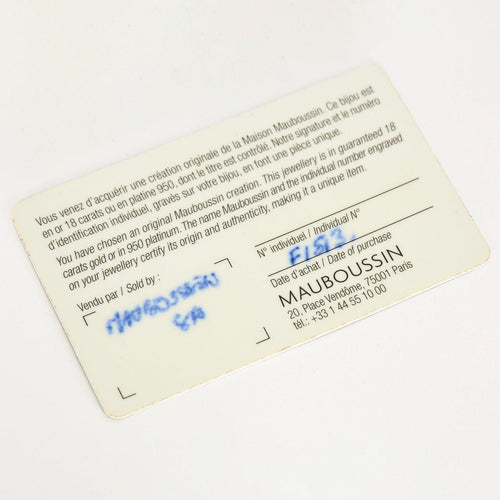 Vous venez d'acquérir une création originale de la Maison Mauboussin. Ce bijou est
en or 18 carats ou en platine 950, dont le titre est contrôlé. Notre signature et le numéro
d'identification individuel, gravés sur votre bijou, en font une pièce unique.
You have chosen an original Mauboussin creation. This jewellery is in guaranteed 18
carats gold or in 950 platinum. The name Mauboussin and the individual number engraved
on your jewellery certify its origin and authenticity, making it a unique item.
Vendu par / Sold by :
MAUBOUSSIN
N° individuel / Individual N°
Date d'achat / Date of purchase
MAUBOUSSIN
20, Place Vendôme, 75001 Paris
tél.: +33 1 44 55 10 00